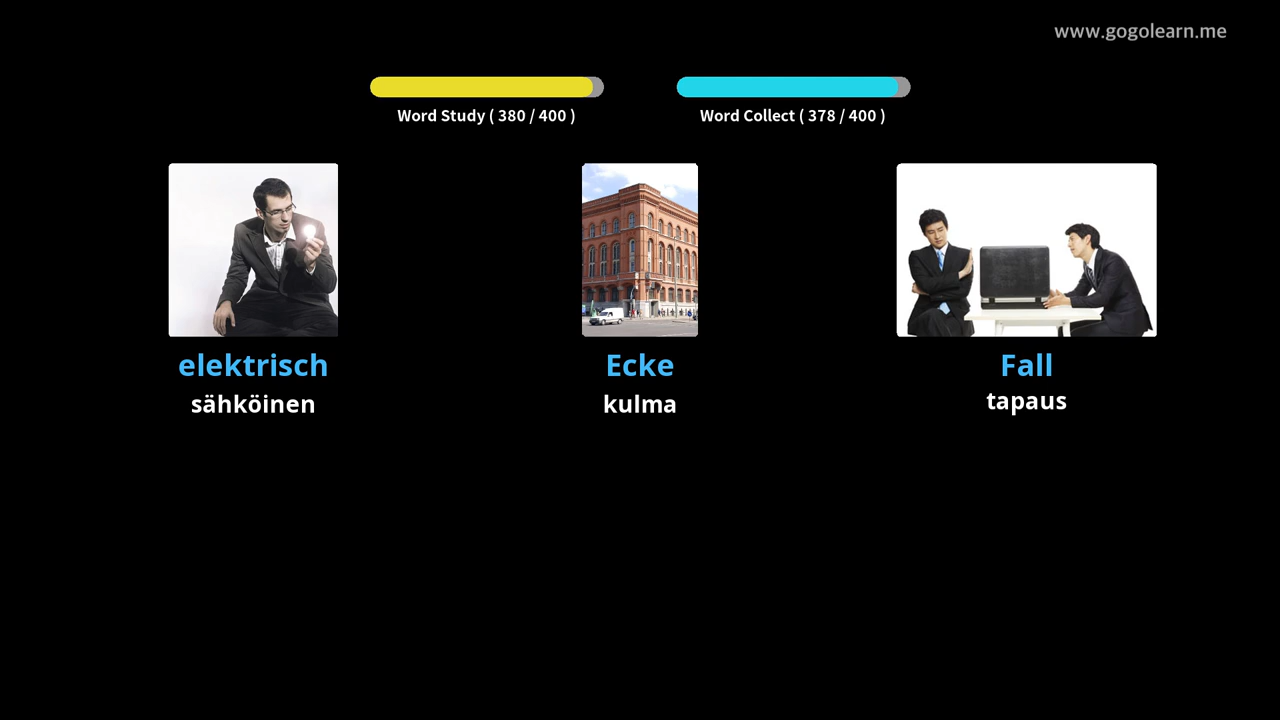 www.gogolearn.me
Word Study ( 380 / 400 )
Word Collect ( 378 / 400 )
elektrisch
sähköinen
Ecke
kulma
Fall
tapaus